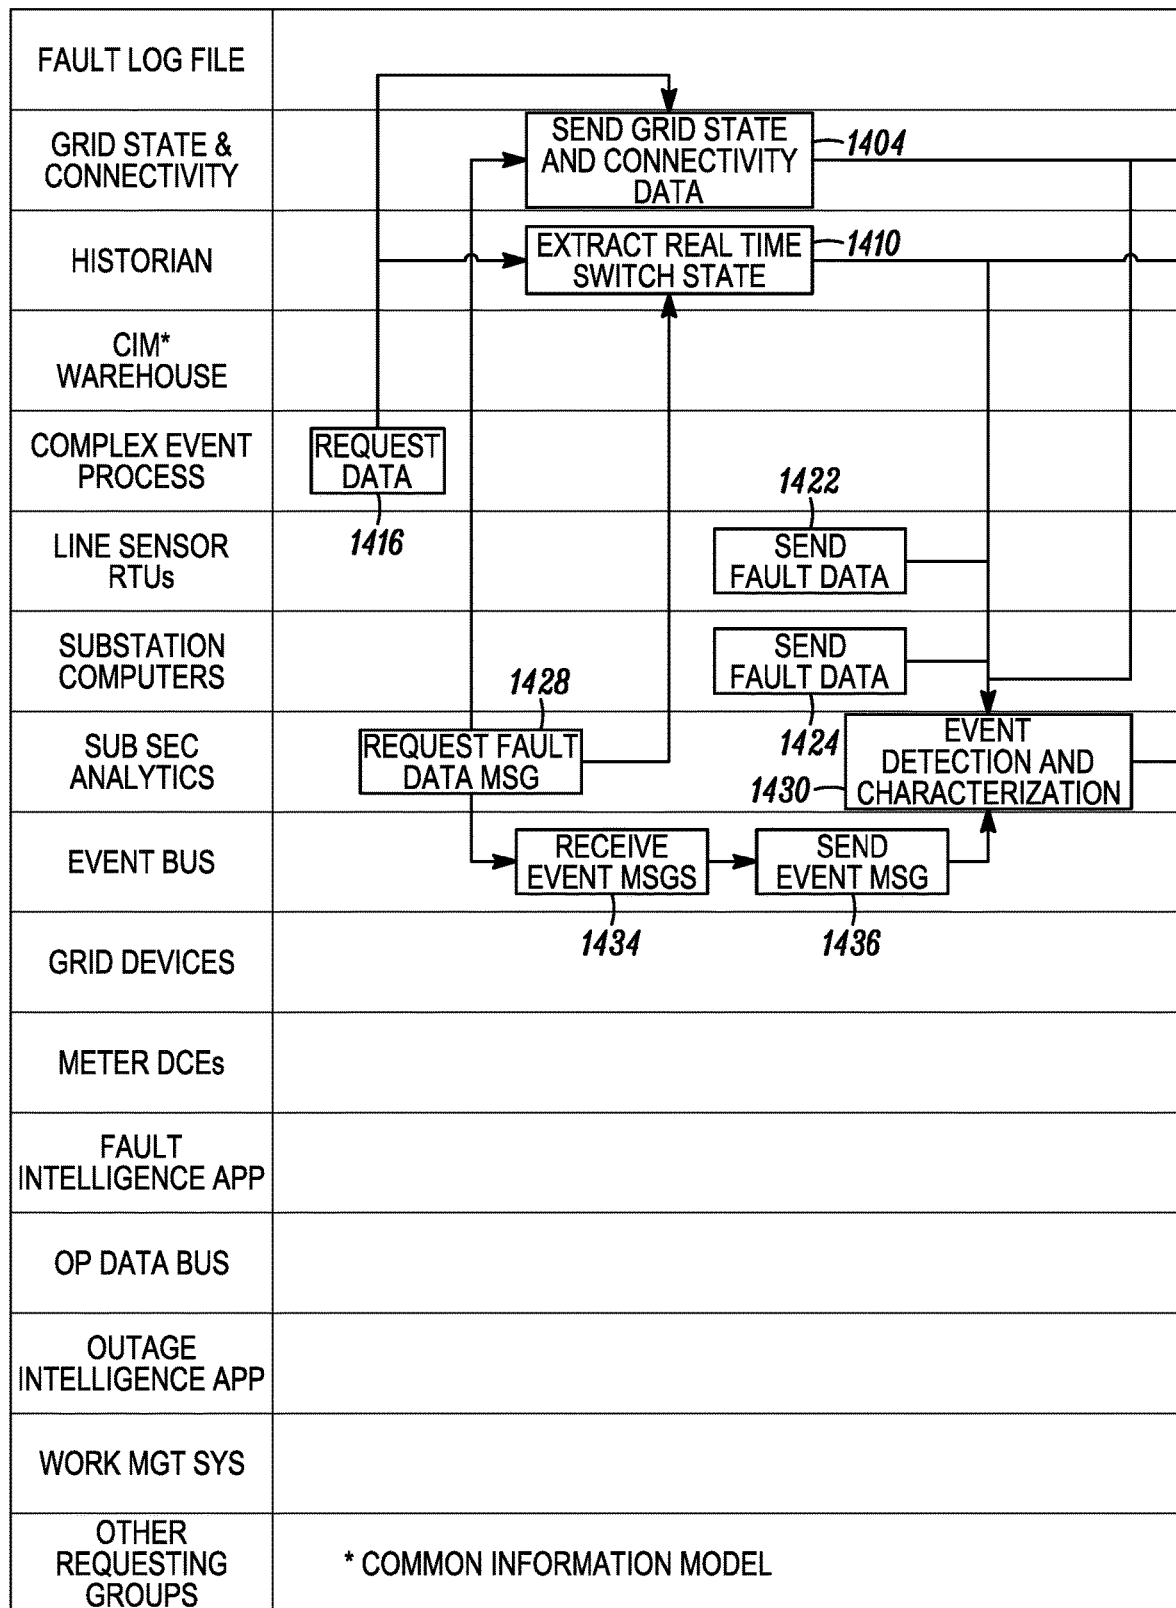 FAULT LOG FILE
GRID STATE &
CONNECTIVITY
SEND GRID STATE
AND CONNECTIVITY
DATA
1404
HISTORIAN
EXTRACT REAL TIME
SWITCH STATE
1410
CIM*
WAREHOUSE
COMPLEX EVENT
PROCESS
REQUEST
DATA
1416
LINE SENSOR
RTUs
1422
SEND
FAULT DATA
SUBSTATION
COMPUTERS
SEND
FAULT DATA
1424
SUB SEC
ANALYTICS
1428
REQUEST FAULT
DATA MSG
EVENT
DETECTION AND
CHARACTERIZATION
1430
EVENT BUS
RECEIVE
EVENT MSGS
1434
SEND
EVENT MSG
1436
GRID DEVICES
METER DCEs
FAULT
INTELLIGENCE APP
OP DATA BUS
OUTAGE
INTELLIGENCE APP
WORK MGT SYS
OTHER
REQUESTING
GROUPS
* COMMON INFORMATION MODEL